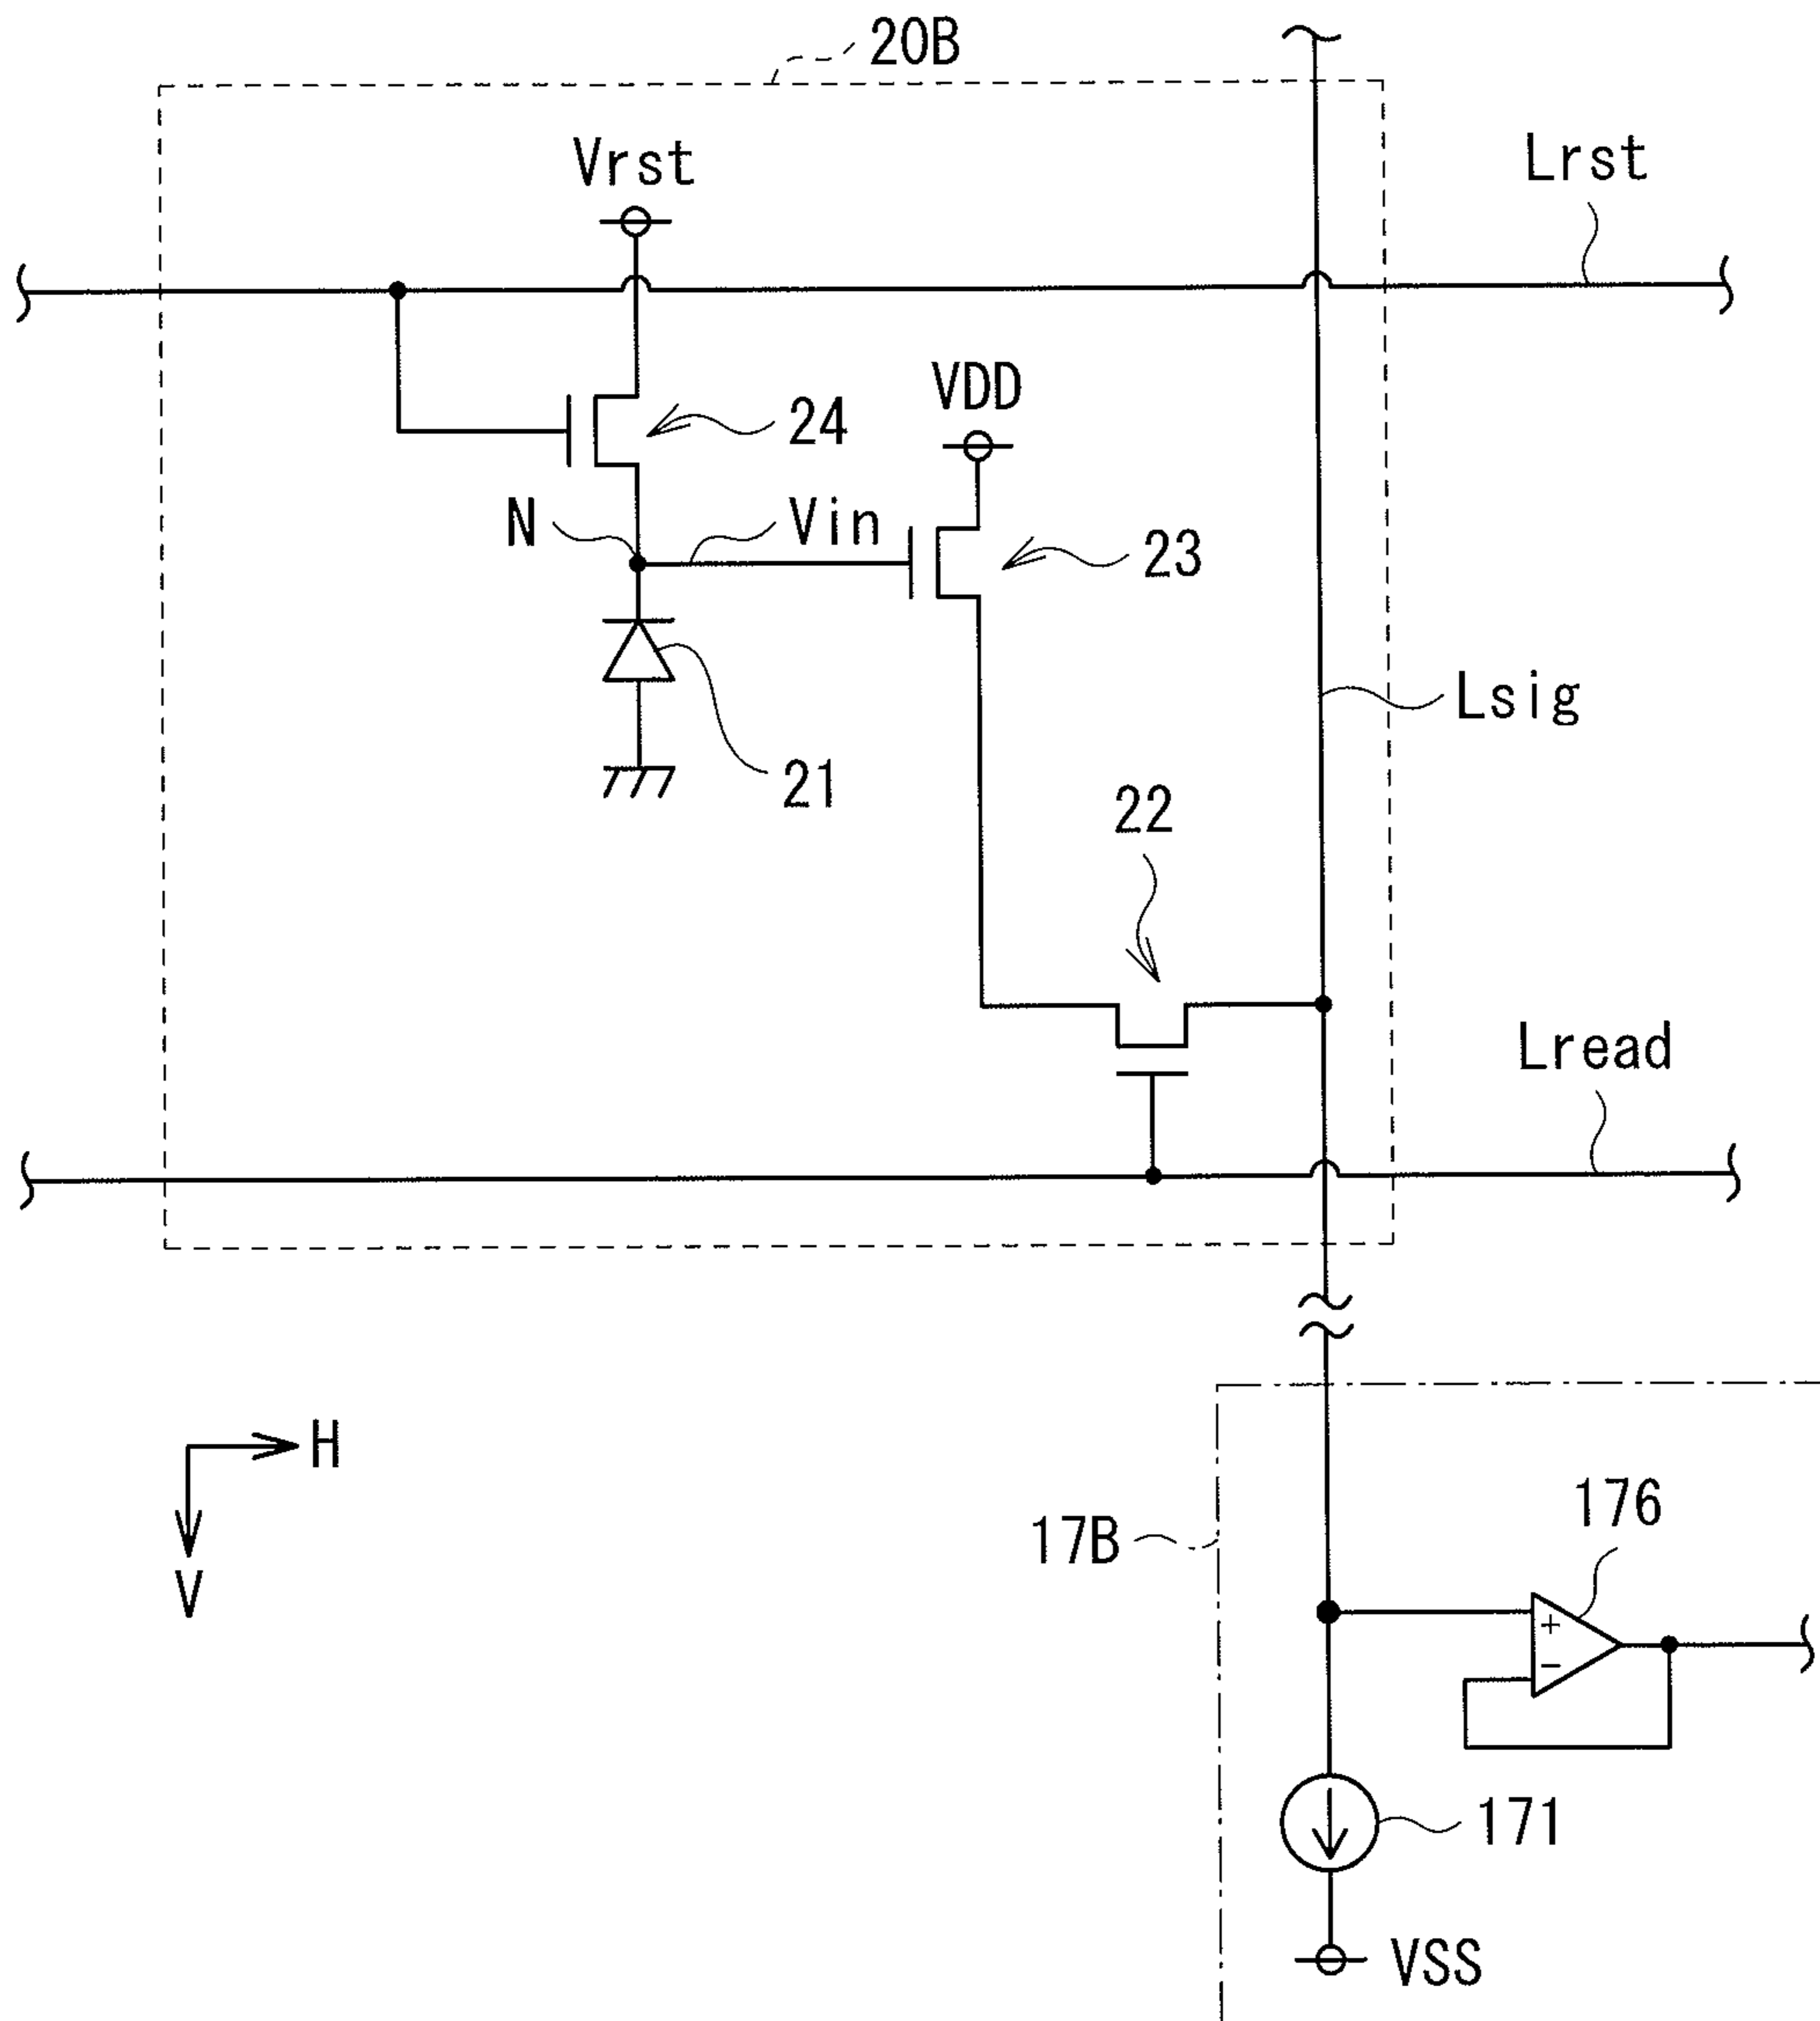 20B
Vrst
Lrst
VDD
24
N
Vin
23
Lsig
21
22
Lread
H
V
17B
176
+
−
171
VSS